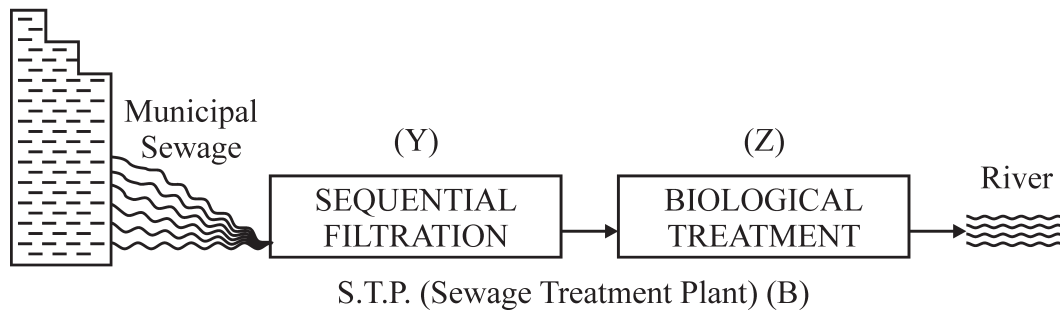 Municipal
Sewage
(Y)
(Z)
SEQUENTIAL
FILTRATION
BIOLOGICAL
TREATMENT
River
S.T.P. (Sewage Treatment Plant) (B)